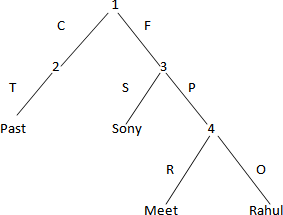 1
C F
2 3
T S P
Past Sony 4
R O
Meet Rahul